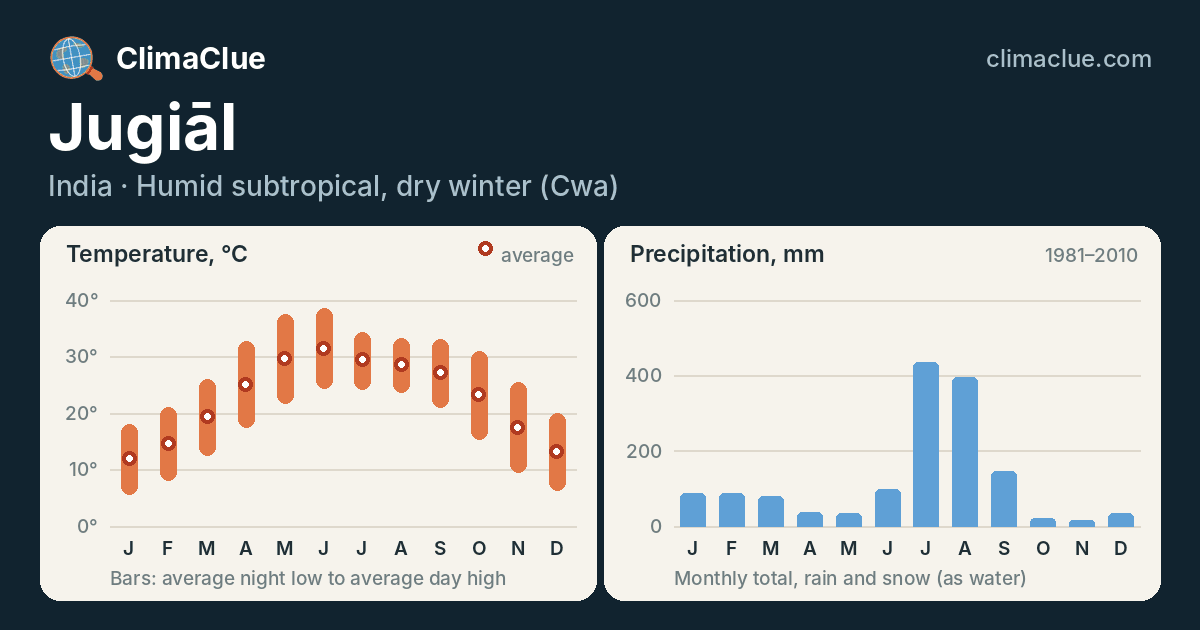 ClimaClue
climaclue.com
Jugiāl
India · Humid subtropical, dry winter (Cwa)
Temperature, °C
average
40°
30°
20°
10°
0°
J F M A M J J A S O N D
Bars: average night low to average day high
Precipitation, mm
1981–2010
600
400
200
0
J F M A M J J A S O N D
Monthly total, rain and snow (as water)